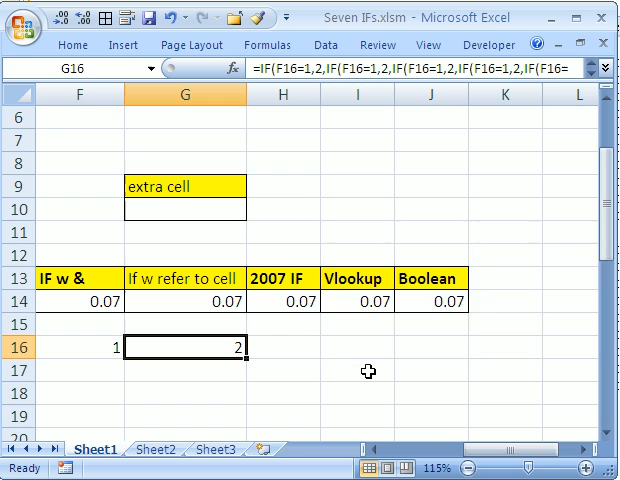 Seven IFs.xlsm - Microsoft Excel
Home Insert Page Layout Formulas Data Review View Developer
G16 fx =IF(F16=1,2,IF(F16=1,2,IF(F16=1,2,IF(F16=1,2,IF(F16=
F G H I J K L
6
7
8
9 extra cell
10
11
12
13 IF w & If w refer to cell 2007 IF Vlookup Boolean
14 0.07 0.07 0.07 0.07 0.07
15
16 1 2
17
18
19
20
Sheet1 Sheet2 Sheet3
Ready 115%